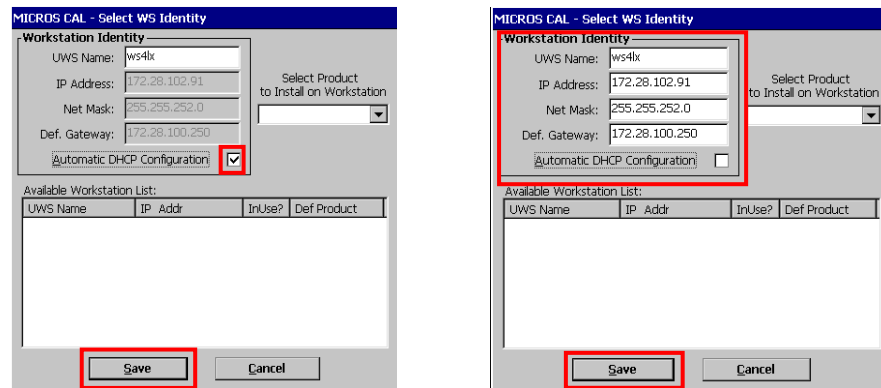 MICROS CAL - Select WS Identity
Workstation Identity
UWS Name: ws4lx
IP Address: 172.28.102.91
Net Mask: 255.255.252.0
Def. Gateway: 172.28.100.250
Automatic DHCP Configuration
Select Product
to Install on Workstation
Available Workstation List:
UWS Name IP Addr InUse? Def Product
Save Cancel
MICROS CAL - Select WS Identity
Workstation Identity
UWS Name: ws4lx
IP Address: 172.28.102.91
Net Mask: 255.255.252.0
Def. Gateway: 172.28.100.250
Automatic DHCP Configuration
Select Product
to Install on Workstation
Available Workstation List:
UWS Name IP Addr InUse? Def Product
Save Cancel